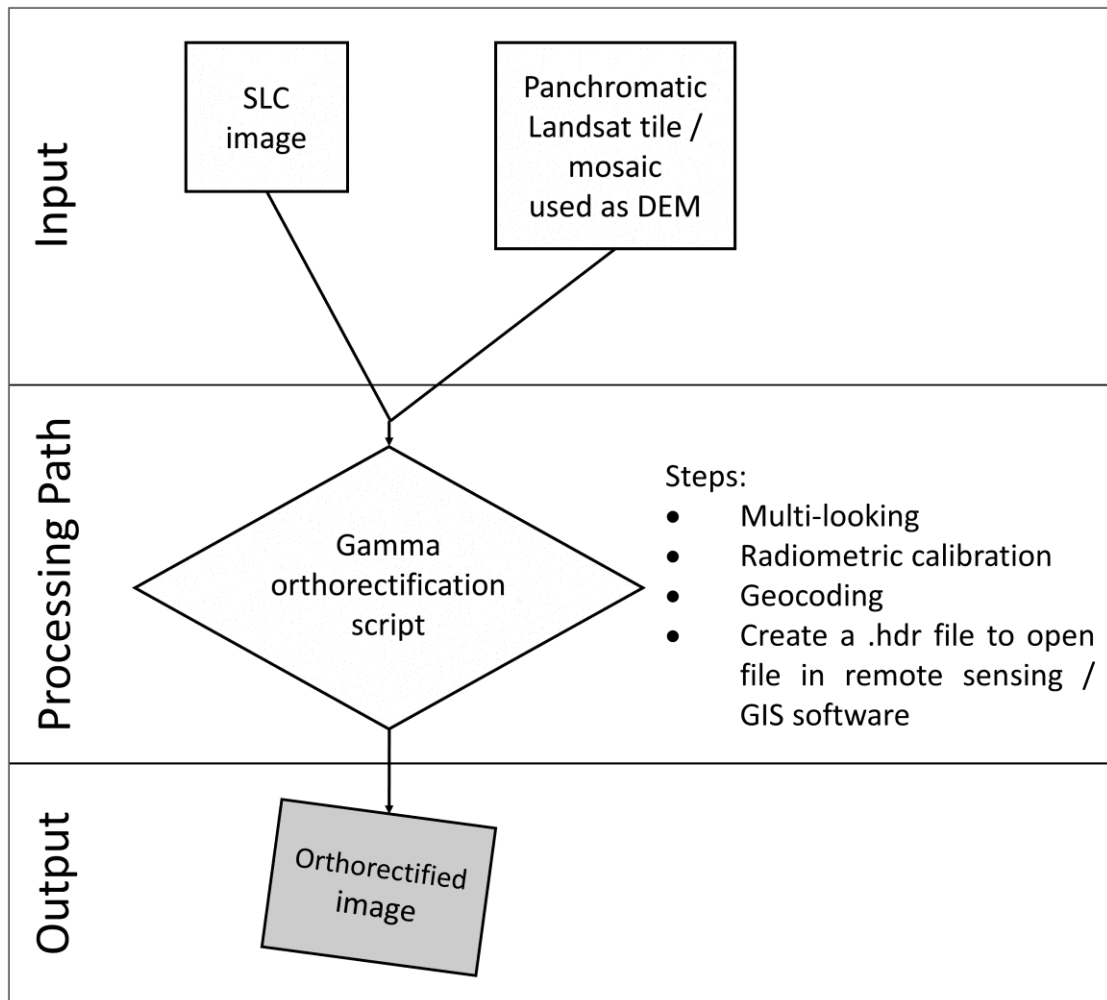 Input
SLC
image
Panchromatic
Landsat tile /
mosaic
used as DEM
Processing Path
Gamma
orthorectification
script
Steps:
● Multi-looking
● Radiometric calibration
● Geocoding
● Create a .hdr file to open
file in remote sensing /
GIS software
Output
Orthorectified
image